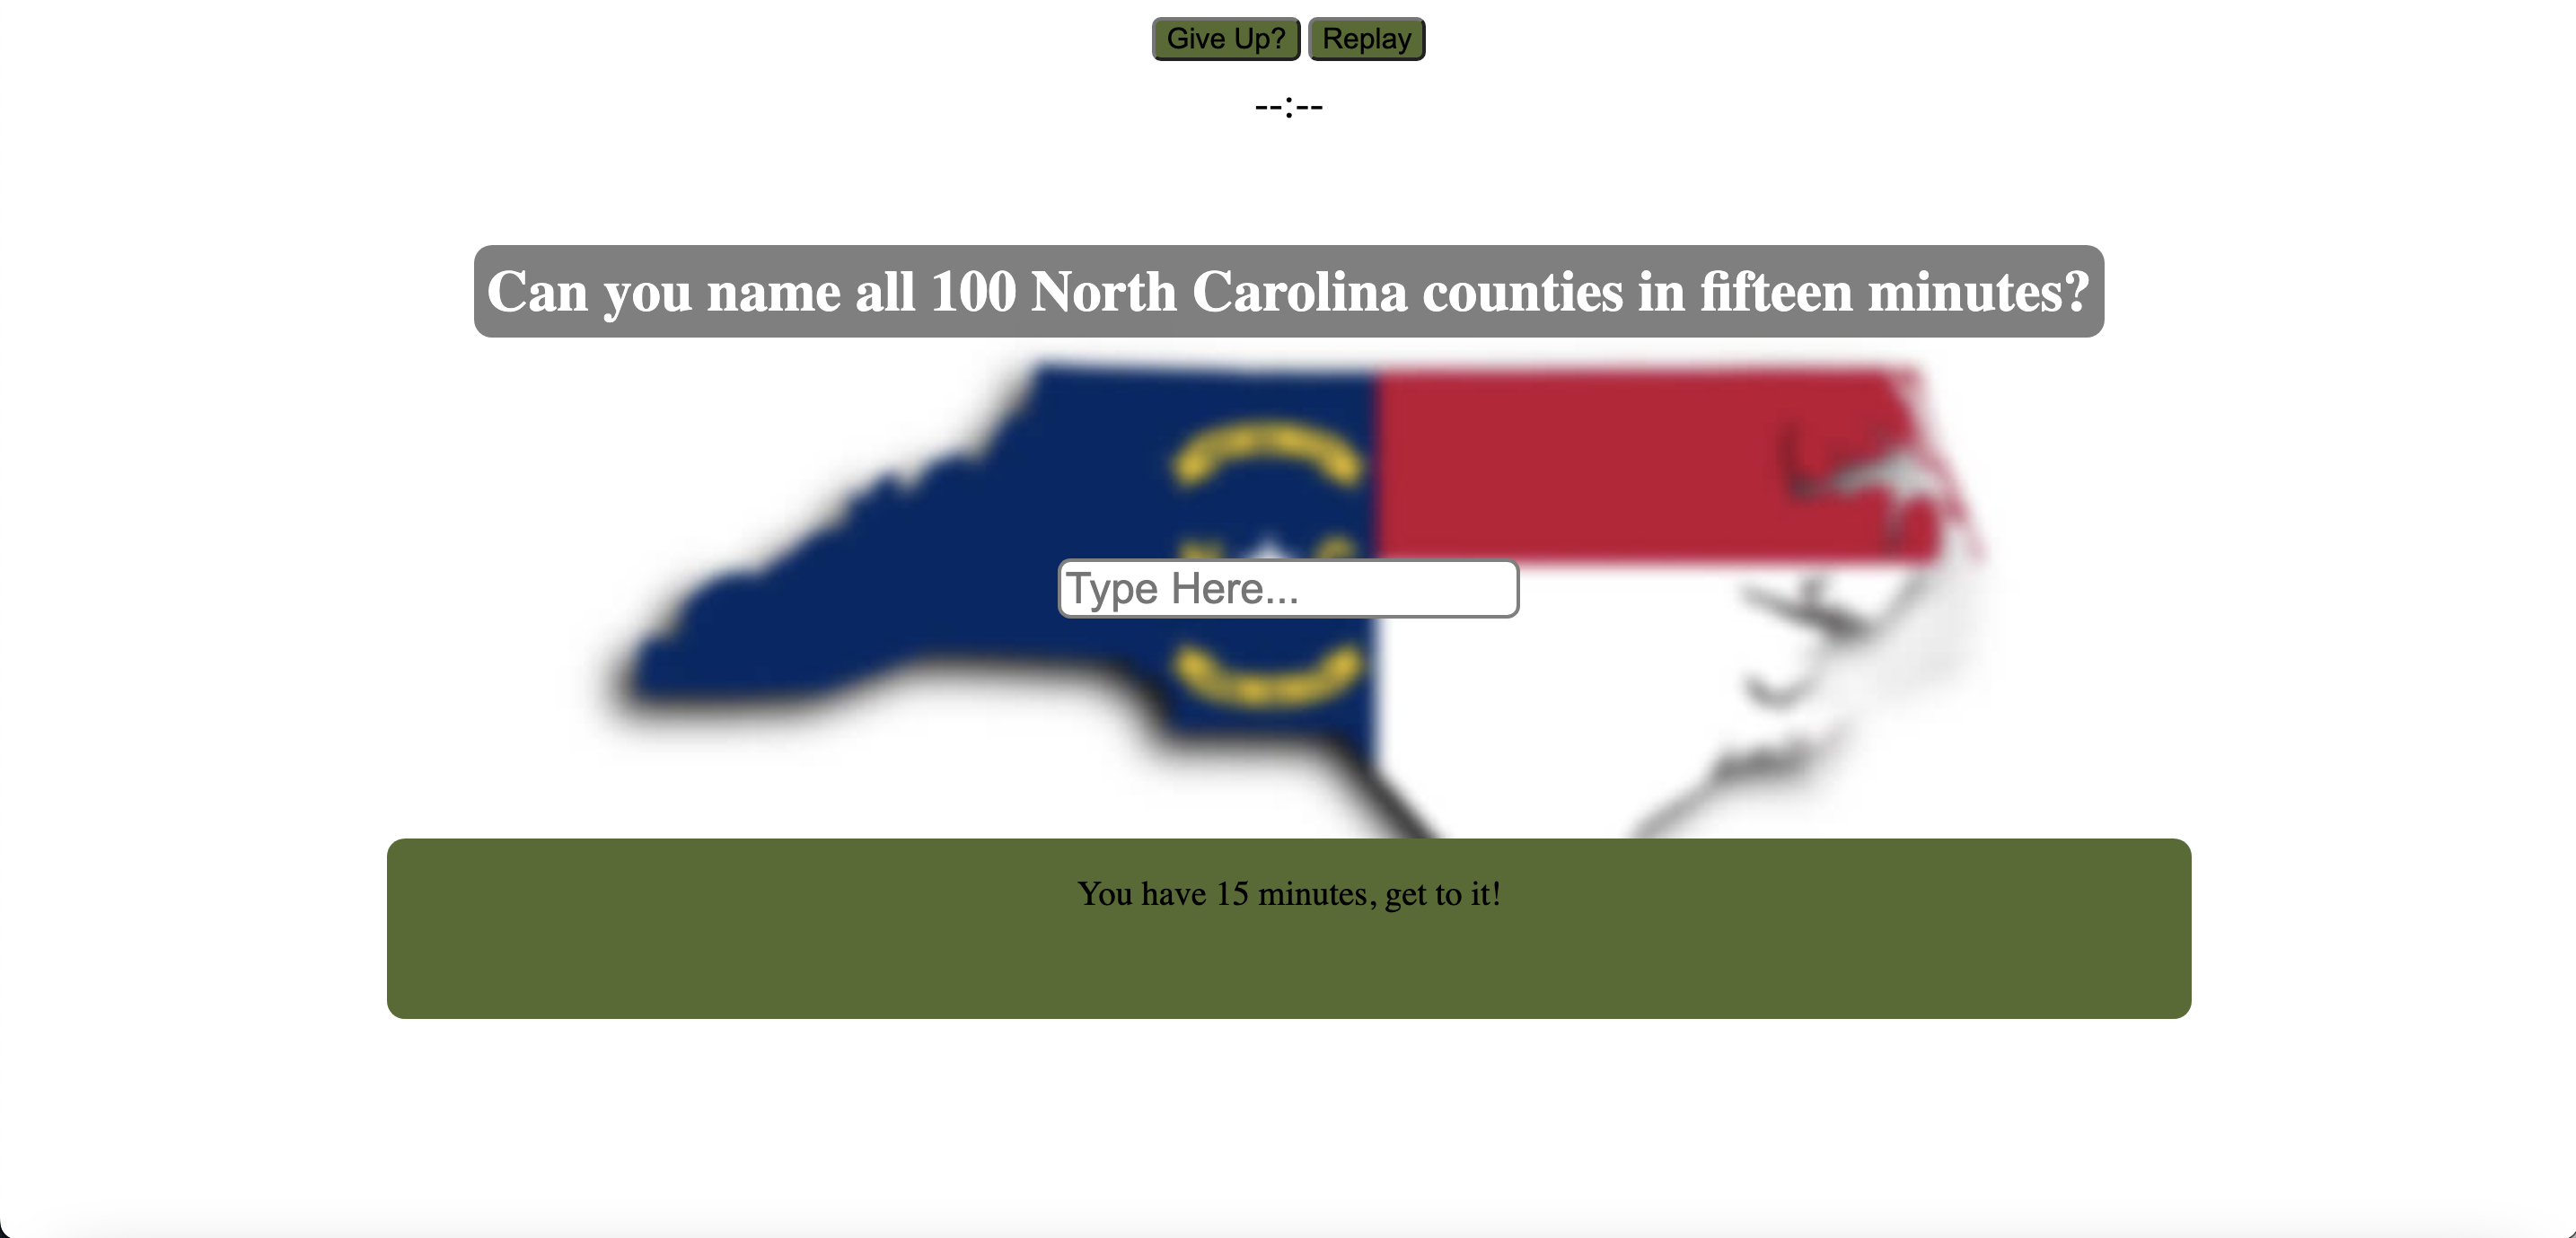 Give Up? Replay
--:--
Can you name all 100 North Carolina counties in fifteen minutes?
N C
Type Here...
You have 15 minutes, get to it!